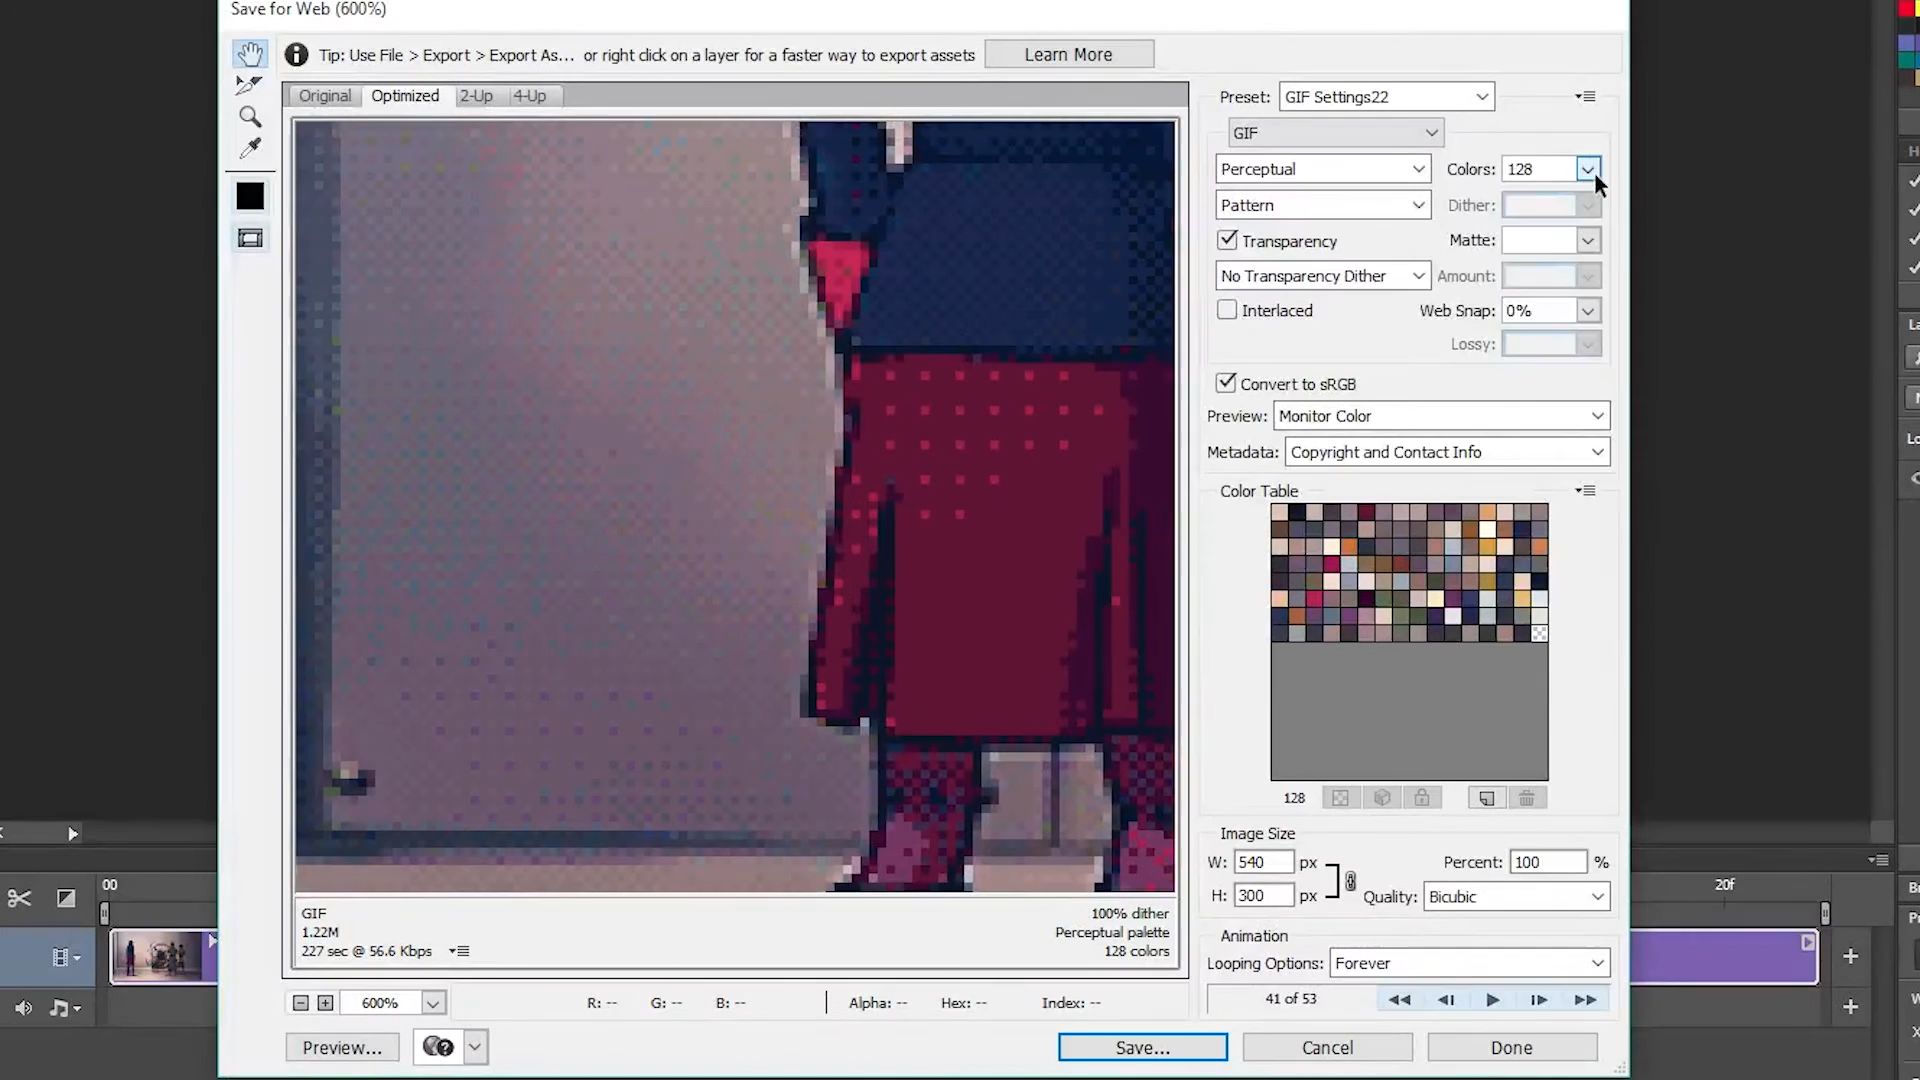 Save for Web (600%)
Tip: Use File > Export > Export As... or right click on a layer for a faster way to export assets
Learn More
Original Optimized 2-Up 4-Up
Preset: GIF Settings22
GIF
Perceptual Colors: 128
Pattern Dither:
Transparency Matte:
No Transparency Dither Amount:
Interlaced Web Snap: 0%
Lossy:
Convert to sRGB
Preview: Monitor Color
Metadata: Copyright and Contact Info
Color Table
128
Image Size
W: 540 px Percent: 100 %
H: 300 px Quality: Bicubic
Animation
Looping Options: Forever
41 of 53
GIF 100% dither
1.22M Perceptual palette
227 sec @ 56.6 Kbps 128 colors
600% R: -- G: -- B: -- Alpha: -- Hex: -- Index: --
Preview... Save... Cancel Done
00 20f